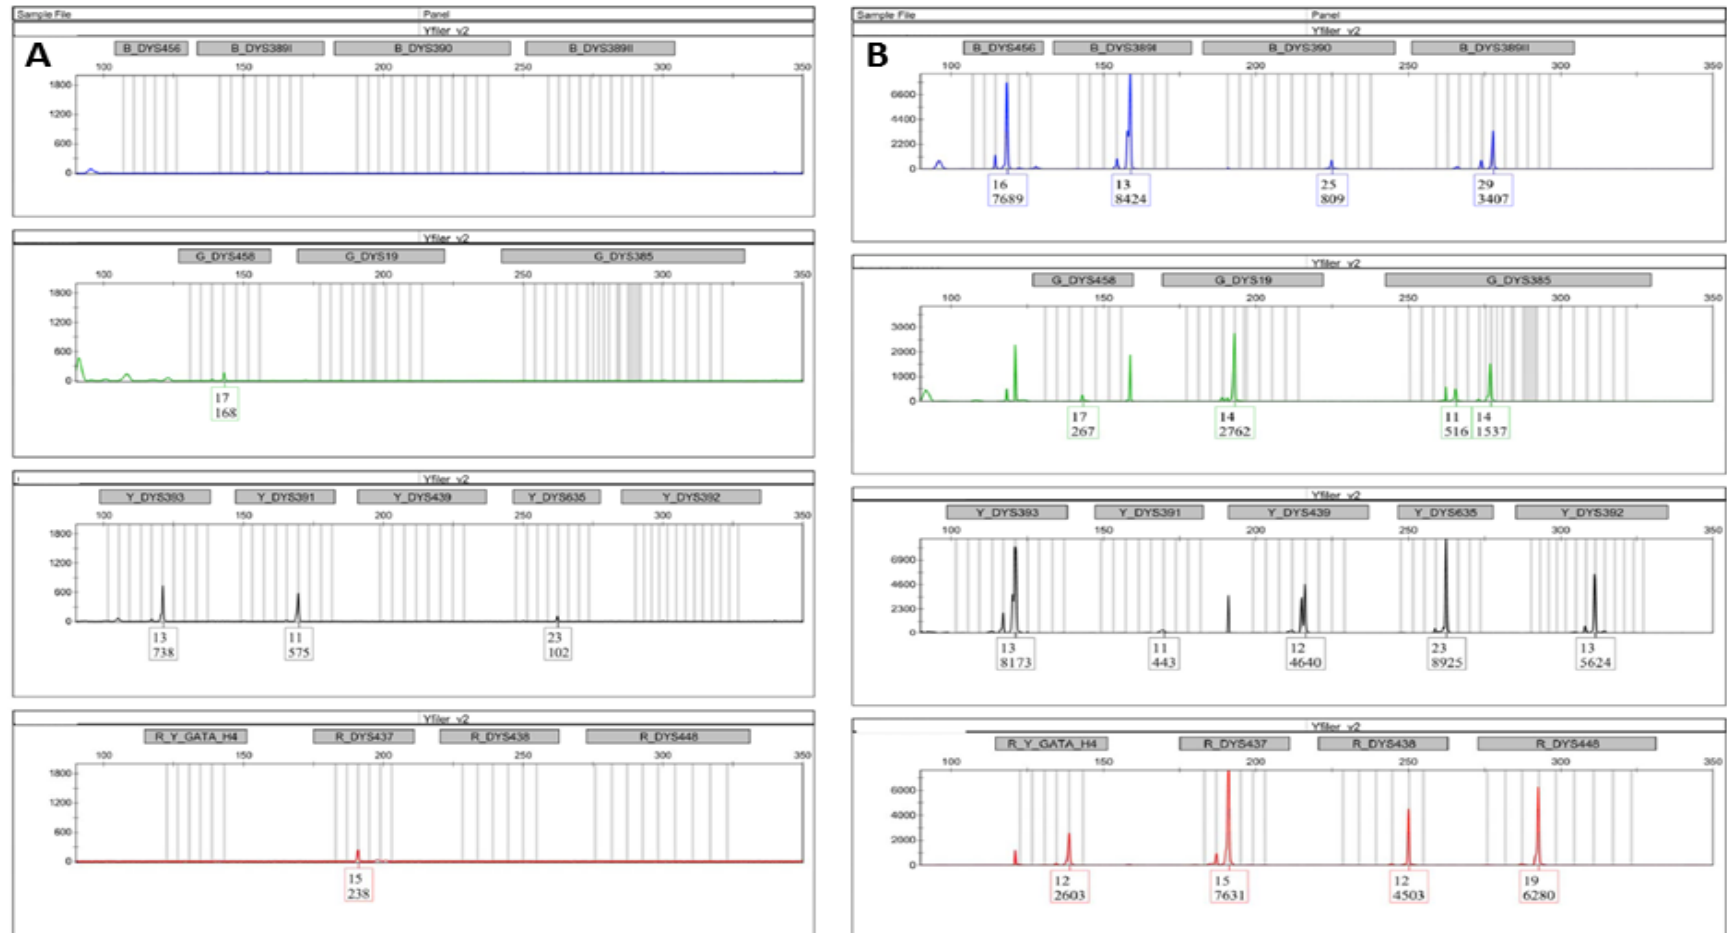 Sample File Panel
Yfiler_v2
A
B_DYS456 B_DYS389I B_DYS390 B_DYS389II
100 150 200 250 300 350
1800
1200
600
0
Yfiler_v2
G_DYS458 G_DYS19 G_DYS385
100 150 200 250 300 350
1800
1200
600
0
17
168
Yfiler_v2
Y_DYS393 Y_DYS391 Y_DYS439 Y_DYS635 Y_DYS392
100 150 200 250 300 350
1800
1200
600
0
13 11 23
738 575 102
Yfiler_v2
R_Y_GATA_H4 R_DYS437 R_DYS438 R_DYS448
100 150 200 250 300 350
1800
1200
600
0
15
238
Sample File Panel
Yfiler_v2
B
B_DYS456 B_DYS389I B_DYS390 B_DYS389II
100 150 200 250 300 350
6600
4400
2200
0
16 13 25 29
7689 8424 809 3407
Yfiler_v2
G_DYS458 G_DYS19 G_DYS385
100 150 200 250 300 350
3000
2000
1000
0
17 14 11 14
267 2762 516 1537
Yfiler_v2
Y_DYS393 Y_DYS391 Y_DYS439 Y_DYS635 Y_DYS392
100 150 200 250 300 350
6900
4600
2300
0
13 11 12 23 13
8173 443 4640 8925 5624
Yfiler_v2
R_Y_GATA_H4 R_DYS437 R_DYS438 R_DYS448
100 150 200 250 300 350
6000
4000
2000
0
12 15 12 19
2603 7631 4503 6280